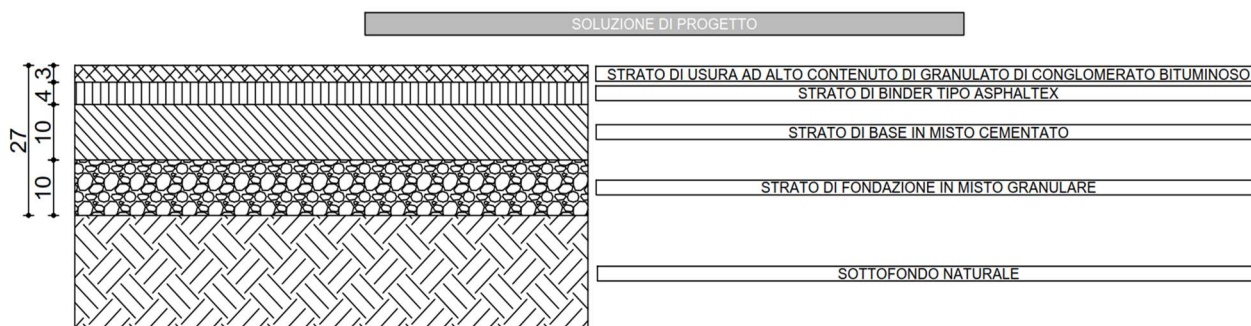 SOLUZIONE DI PROGETTO
3
STRATO DI USURA AD ALTO CONTENUTO DI GRANULATO DI CONGLOMERATO BITUMINOSO
4
STRATO DI BINDER TIPO ASPHALTEX
27
10
STRATO DI BASE IN MISTO CEMENTATO
10
STRATO DI FONDAZIONE IN MISTO GRANULARE
SOTTOFONDO NATURALE